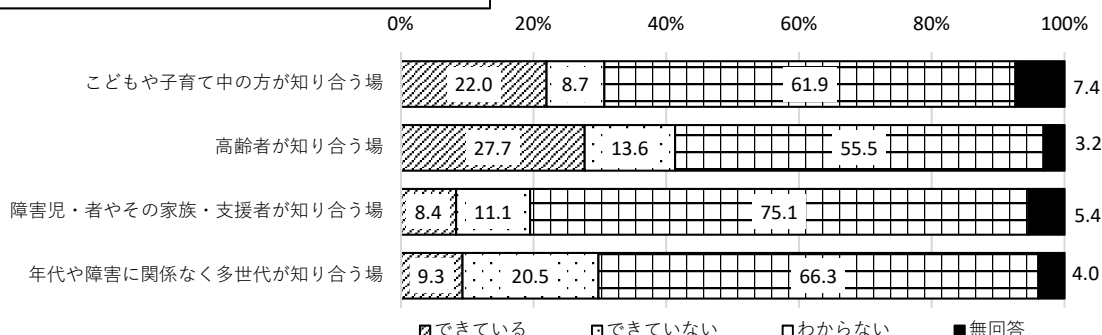 0% 20% 40% 60% 80% 100%
こどもや子育て中の方が知り合う場 22.0 8.7 61.9 7.4
高齢者が知り合う場 27.7 13.6 55.5 3.2
障害児・者やその家族・支援者が知り合う場 8.4 11.1 75.1 5.4
年代や障害に関係なく多世代が知り合う場 9.3 20.5 66.3 4.0
できている できていない わからない 無回答